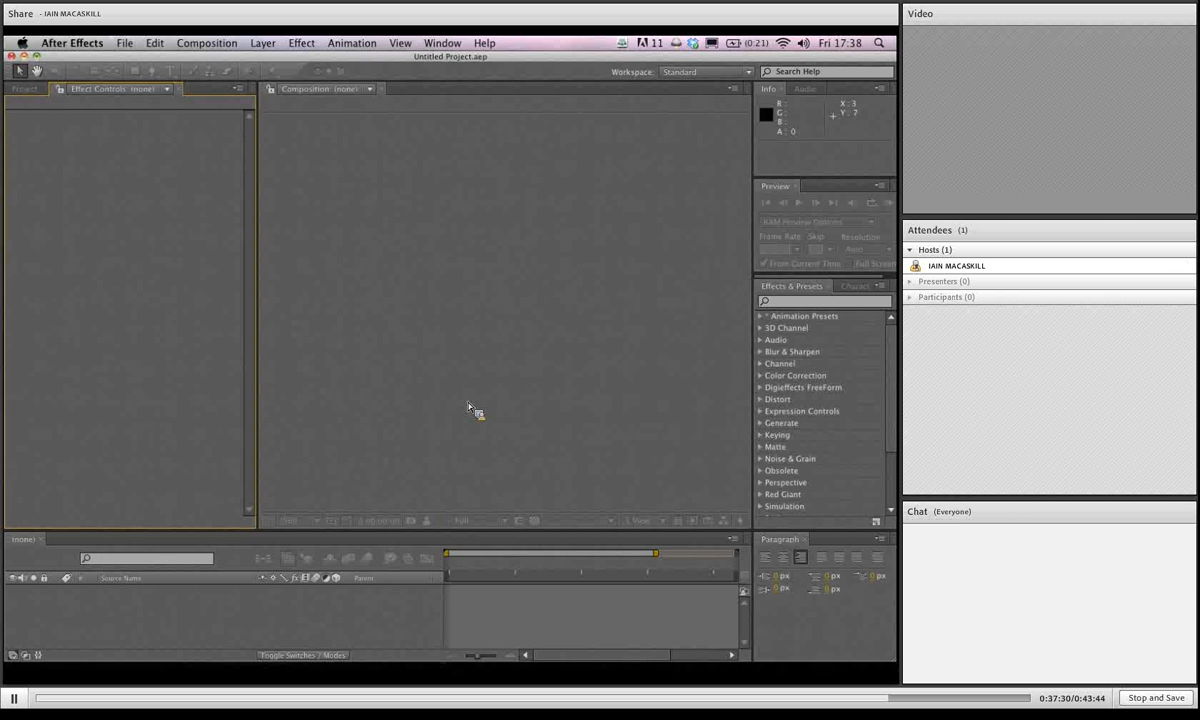 Share - IAIN MACASKILL
After Effects File Edit Composition Layer Effect Animation View Window Help
11 (0:21) Fri 17:38
Untitled Project.aep
Workspace: Standard
Search Help
Project
Effect Controls: (none)
Composition: (none)
Info Audio
R :
G :
B :
A : 0
X : 3
Y : 7
Preview
RAM Preview Options
Frame Rate Skip Resolution
Auto
From Current Time Full Screen
Effects & Presets Charact
* Animation Presets
3D Channel
Audio
Blur & Sharpen
Channel
Color Correction
Digieffects FreeForm
Distort
Expression Controls
Generate
Keying
Matte
Noise & Grain
Obsolete
Perspective
Red Giant
Simulation
Full
1 View
(none)
# Source Name
fx
Parent
Toggle Switches / Modes
Paragraph
0 px 0 px 0 px
0 px 0 px
Video
Attendees (1)
Hosts (1)
IAIN MACASKILL
Presenters (0)
Participants (0)
Chat (Everyone)
0:37:30/0:43:44
Stop and Save